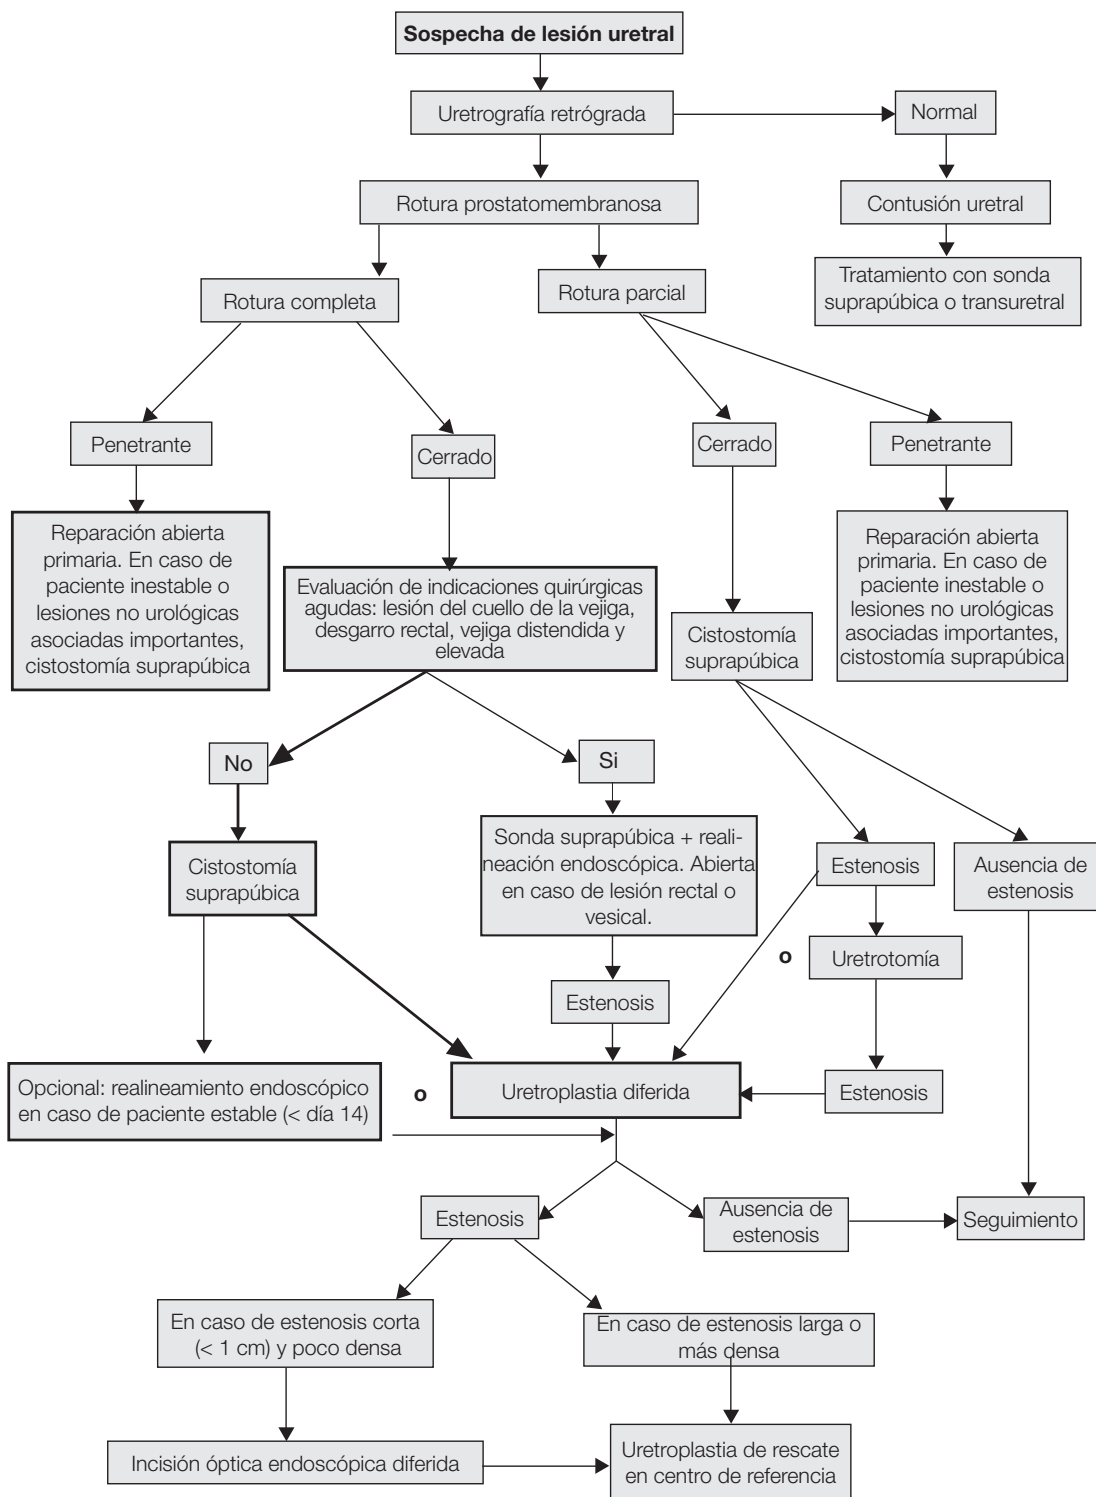 Sospecha de lesión uretral
Uretrografía retrógrada
Normal
Rotura prostatomembranosa
Contusión uretral
Rotura completa
Rotura parcial
Tratamiento con sonda
suprapúbica o transuretral
Penetrante
Cerrado
Cerrado
Penetrante
Reparación abierta
primaria. En caso de
paciente inestable o
lesiones no urológicas
asociadas importantes,
cistostomía suprapúbica
Evaluación de indicaciones quirúrgicas
agudas: lesión del cuello de la vejiga,
desgarro rectal, vejiga distendida y
elevada
Cistostomía
suprapúbica
Reparación abierta
primaria. En caso de
paciente inestable o
lesiones no urológicas
asociadas importantes,
cistostomía suprapúbica
No
Si
Cistostomía
suprapúbica
Sonda suprapúbica + reali-
neación endoscópica. Abierta
en caso de lesión rectal o
vesical.
Estenosis
Ausencia de
estenosis
o
Uretrotomía
Estenosis
Opcional: realineamiento endoscópico
en caso de paciente estable (< día 14)
o
Uretroplastia diferida
Estenosis
Estenosis
Ausencia de
estenosis
Seguimiento
En caso de estenosis corta
(< 1 cm) y poco densa
En caso de estenosis larga o
más densa
Incisión óptica endoscópica diferida
Uretroplastia de rescate
en centro de referencia